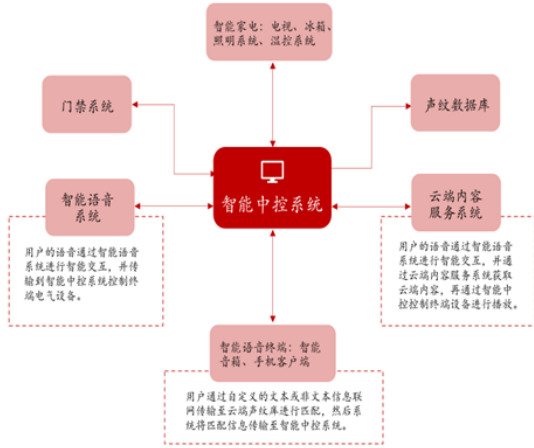 智能家电：电视、冰箱、
照明系统、温控系统
门禁系统
声纹数据库
智能中控系统
智能语音
系统
云端内容
服务系统
用户的语音通过智能语音
系统进行智能交互，并传
输到智能中控系统控制终
端电气设备。
用户的语音通过智能语音
系统进行智能交互，并通
过云端内容服务系统获取
云端内容，再通过智能中
控控制终端设备进行播放。
智能语音终端：智能
音箱、手机客户端
用户通过自定义的文本或非文本信息联
网传输至云端声纹库进行匹配，然后系
统将匹配信息传输至智能中控系统。